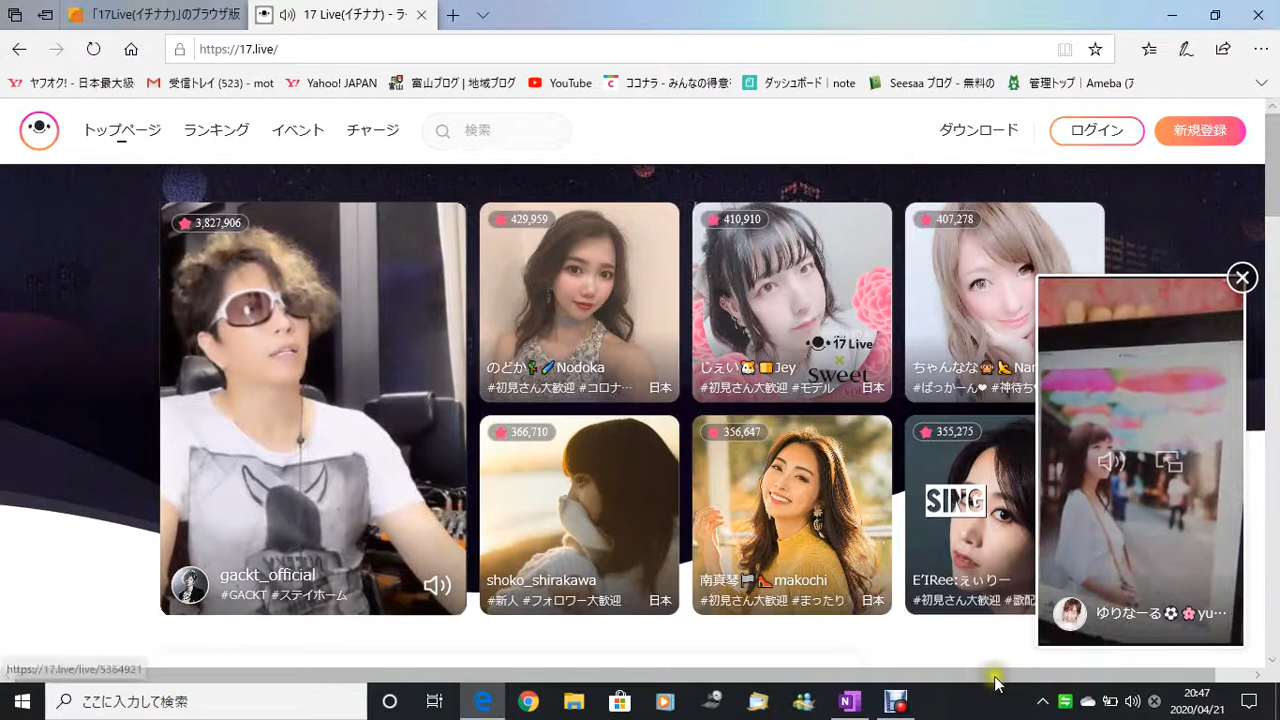 「17Live(イチナナ)」のブラウザ版
17 Live(イチナナ) - ラ
https://17.live/
ヤフオク! - 日本最大級
受信トレイ (523) - mot
Yahoo! JAPAN
富山ブログ | 地域ブログ
YouTube
ココナラ - みんなの得意
ダッシュボード | note
Seesaa ブログ - 無料の
管理トップ | Ameba (ア
トップページ
ランキング
イベント
チャージ
検索
ダウンロード
ログイン
新規登録
3,827,906
429,959
410,910
407,278
のどか Nodoka
#初見さん大歓迎 #コロナ… 日本
17 Live
×
Sweet
じぇい Jey
#初見さん大歓迎 #モデル 日本
ちゃんなな Nar
#ぱっかーん❤ #神待ち
366,710
356,647
355,275
SING
gackt_official
#GACKT #ステイホーム
shoko_shirakawa
#新人 #フォロワー大歓迎 日本
南真琴 makochi
#初見さん大歓迎 #まったり 日本
E'IRee:えいりー
#初見さん大歓迎 #歌配
ゆりなーる⚽🌸yu…
https://17.live/live/5364921
ここに入力して検索
20:47
2020/04/21